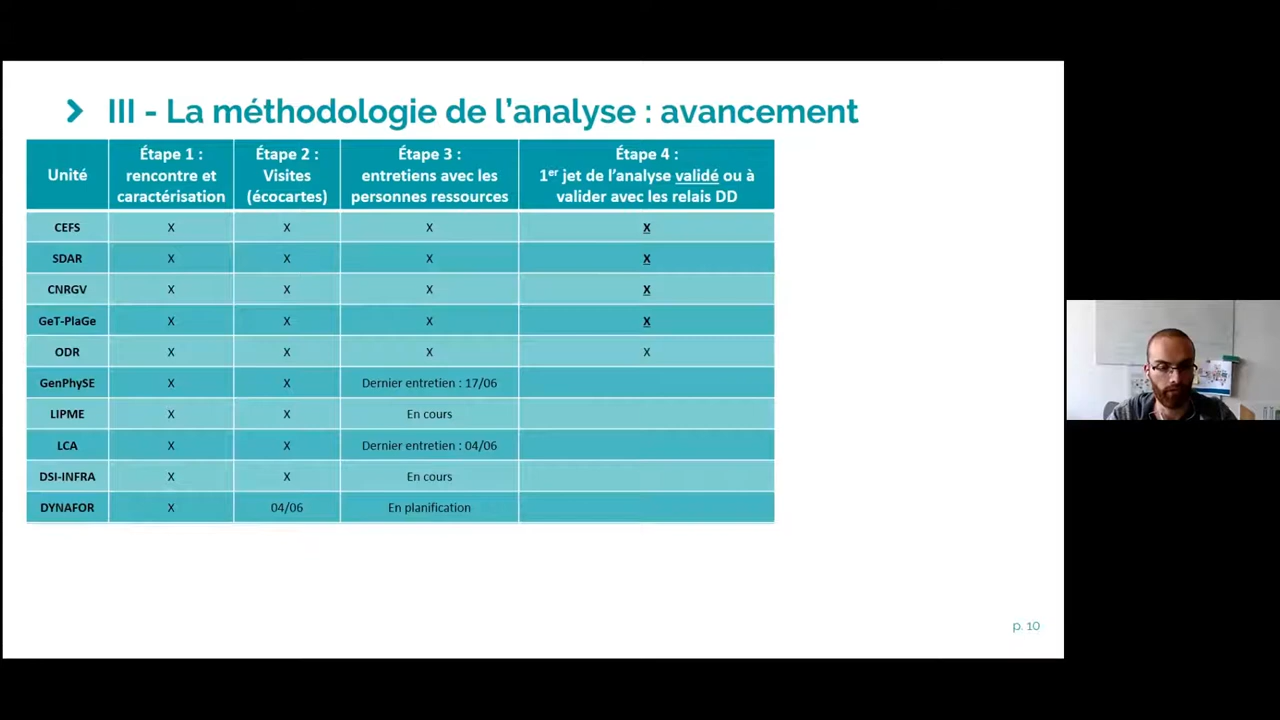 III - La méthodologie de l'analyse : avancement
Unité
Étape 1 :
rencontre et
caractérisation
Étape 2 :
Visites
(écocartes)
Étape 3 :
entretiens avec les
personnes ressources
Étape 4 :
1er jet de l'analyse validé ou à
valider avec les relais DD
CEFS X X X X
SDAR X X X X
CNRGV X X X X
GeT-PlaGe X X X X
ODR X X X X
GenPhySE X X Dernier entretien : 17/06
LIPME X X En cours
LCA X X Dernier entretien : 04/06
DSI-INFRA X X En cours
DYNAFOR X 04/06 En planification
p. 10